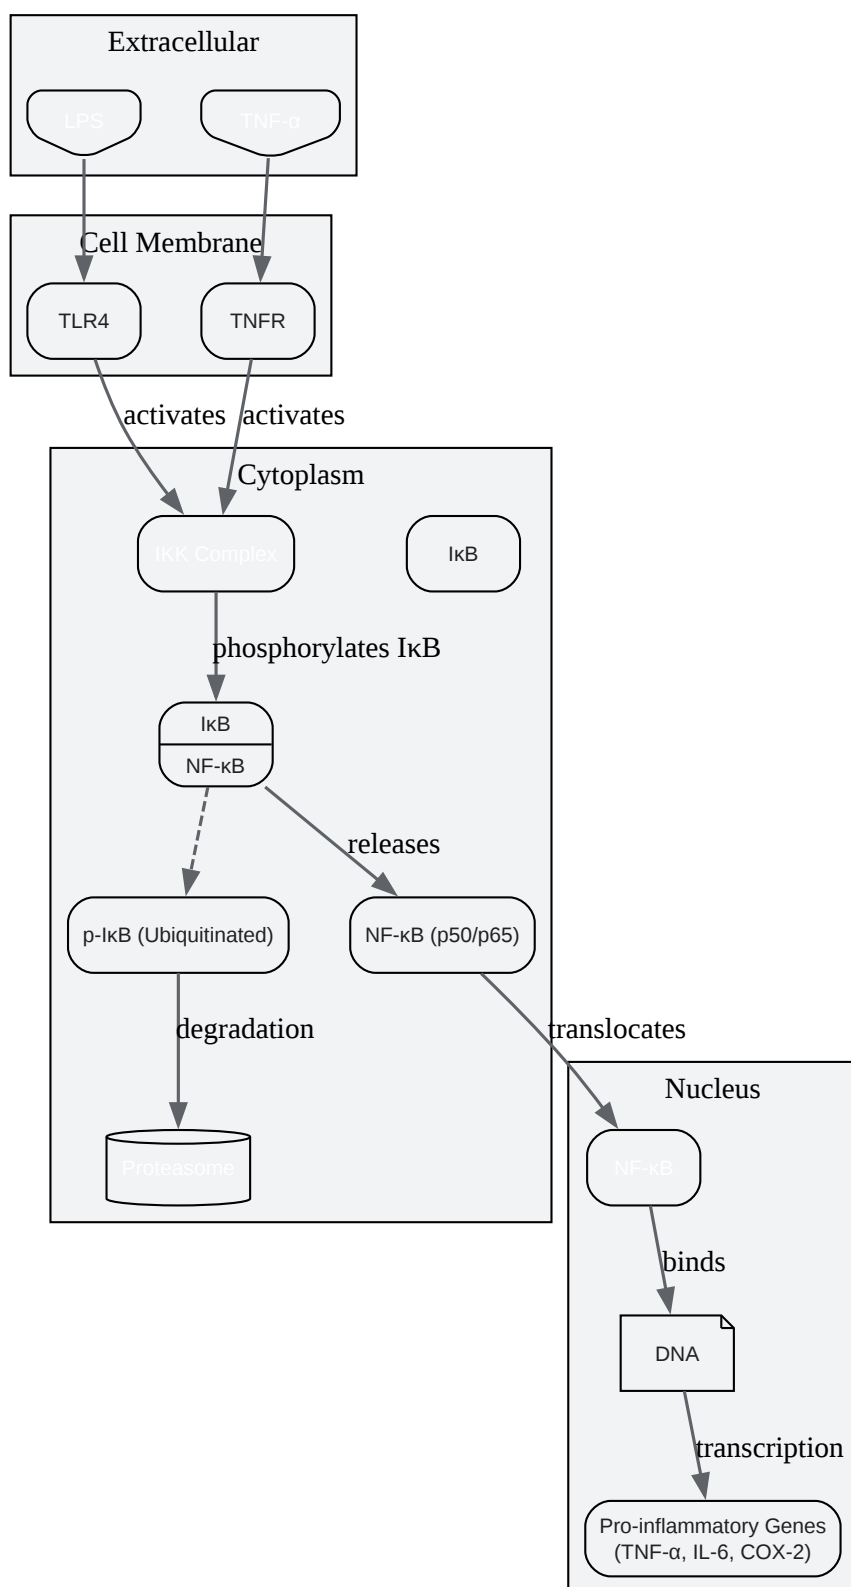 Extracellular
LPS
TNF-α
Cell Membrane
TLR4
TNFR
activates
activates
Cytoplasm
IKK Complex
IκB
phosphorylates IκB
IκB
NF-κB
releases
p-IκB (Ubiquitinated)
NF-κB (p50/p65)
degradation
translocates
Nucleus
Proteasome
NF-κB
binds
DNA
transcription
Pro-inflammatory Genes
(TNF-α, IL-6, COX-2)